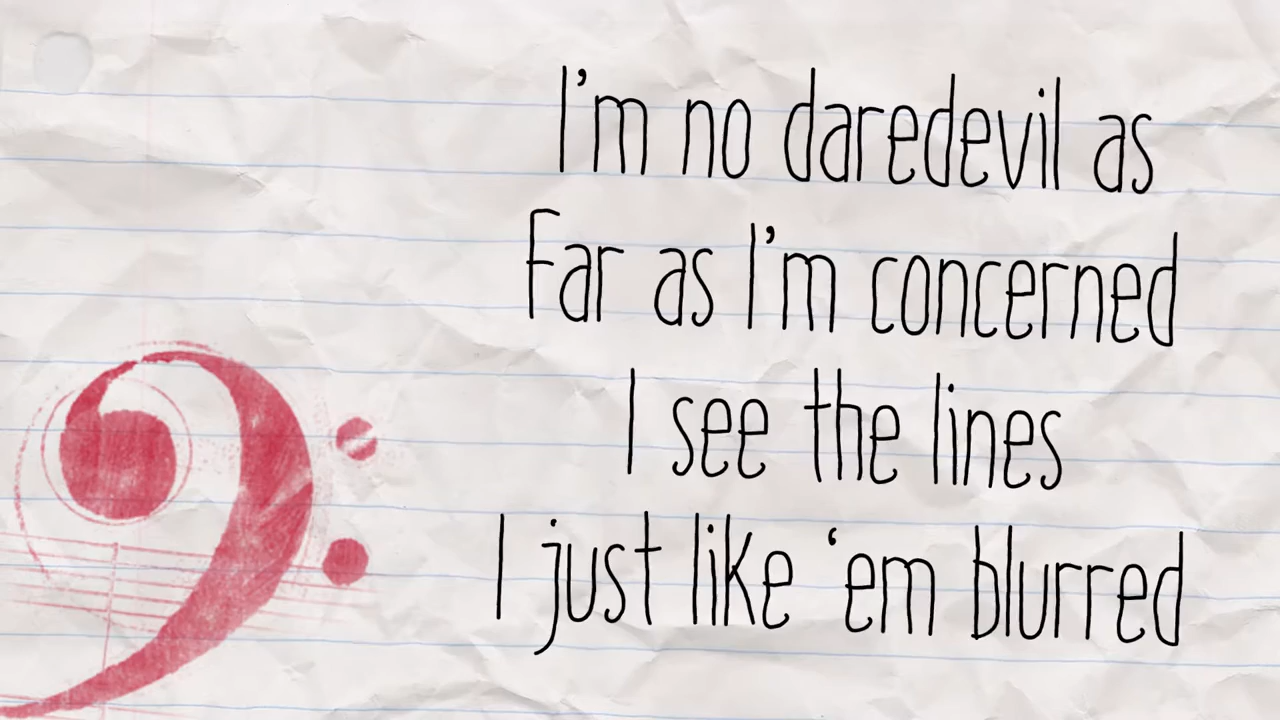 I'm no daredevil as
Far as I'm concerned
I see the lines
I just like ‘em blurred